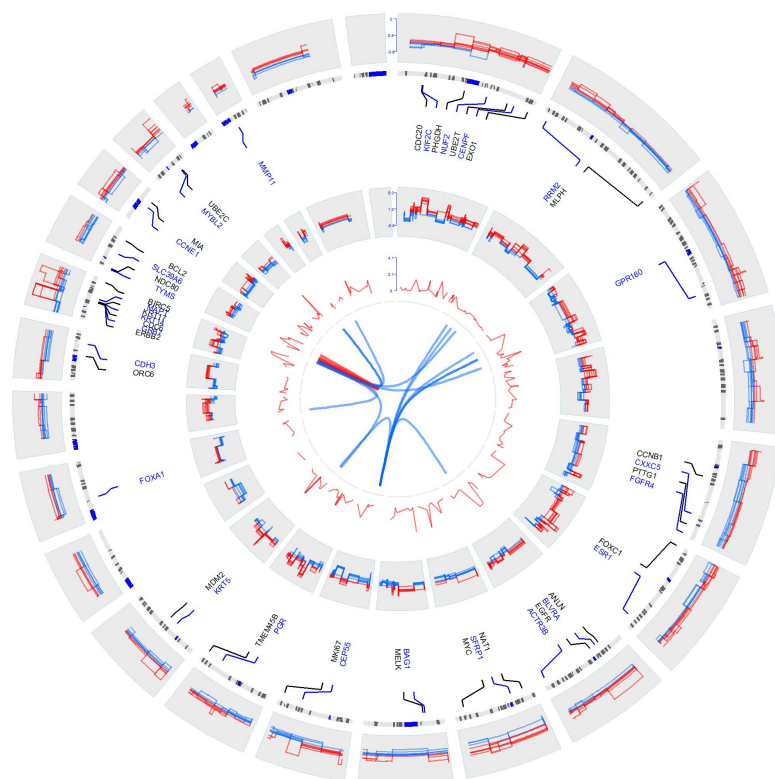 CDC20
KIF2C
PHGDH
NUF2
UBE2T
CENPF
EXO1
RRM2
MLPH
GPR160
CCNB1
CXXC5
PTTG1
FGFR4
FOXC1
ESR1
ANLN
BLVRA
EGFR
ACTR3B
NAT1
SFRP1
MYC
BAG1
MELK
MKI67
CEP55
TMEM45B
PGR
MDM2
KRT5
FOXA1
CDH3
ORC6
BIRC5
KRT17
CDC6
ERBB2
BCL2
SLC39A6
NDC80
TYMS
MIA
CCNE1
UBE2C
MYBL2
MMP11